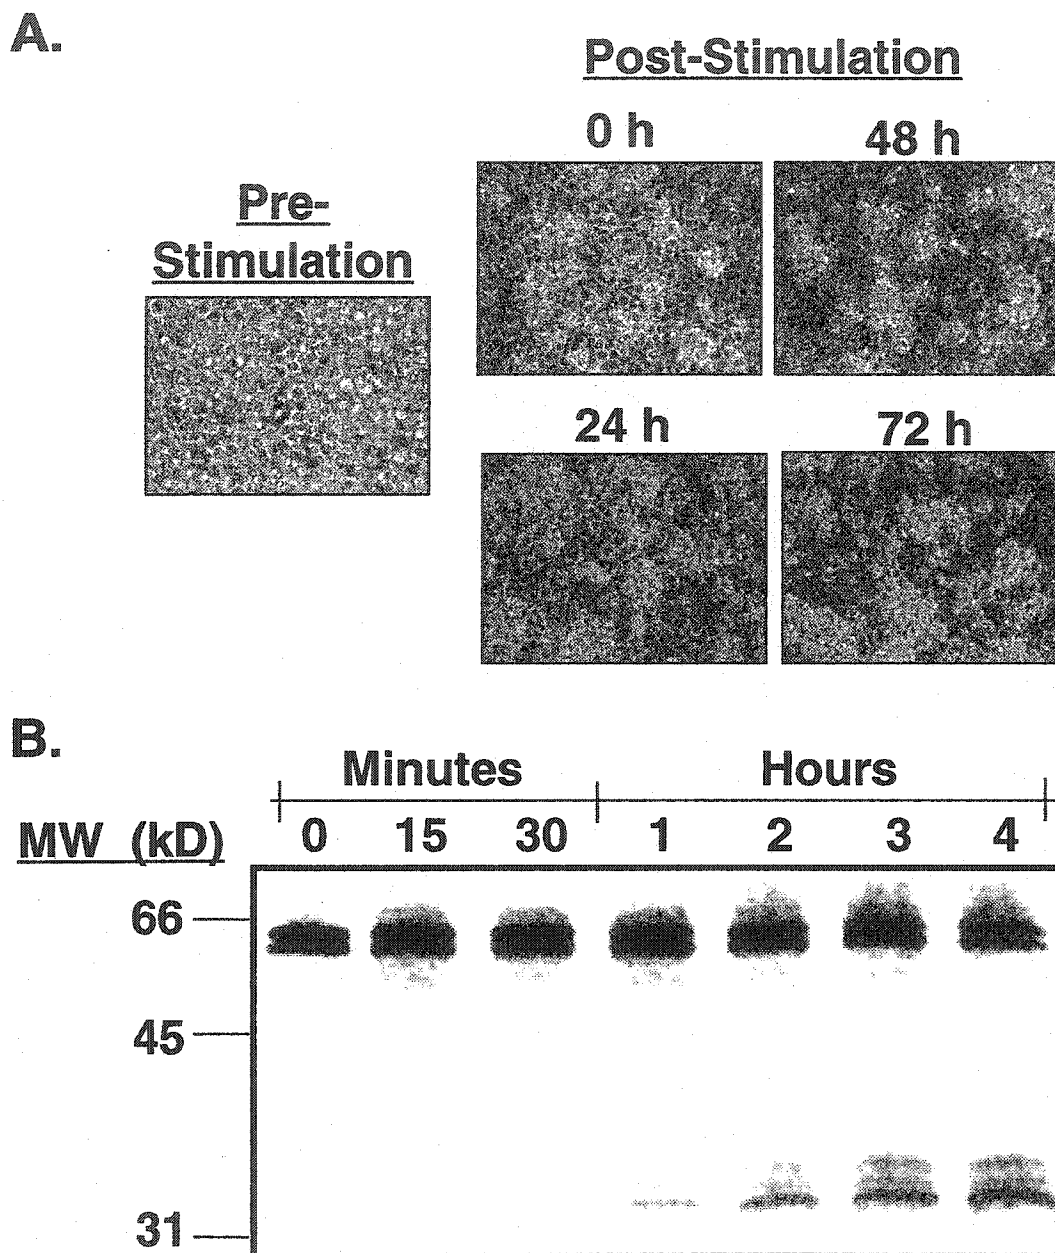 A.
Post-Stimulation
0 h
48 h
Pre-
Stimulation
24 h
72 h
B.
Minutes
Hours
MW (kD)
0 15 30 1 2 3 4
66
45
31